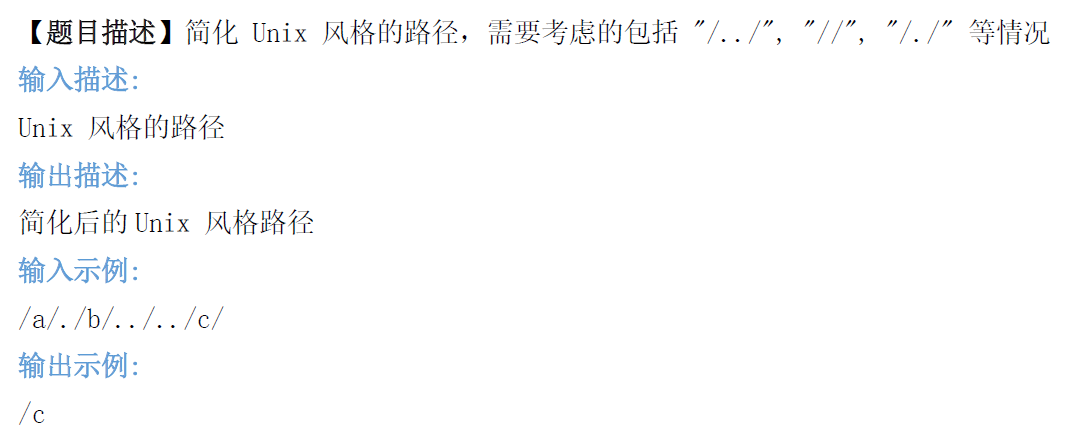 【题目描述】简化 Unix 风格的路径，需要考虑的包括 "/../", "//", "/./" 等情况
输入描述:
Unix 风格的路径
输出描述:
简化后的 Unix 风格路径
输入示例:
/a/./b/../../c/
输出示例:
/c